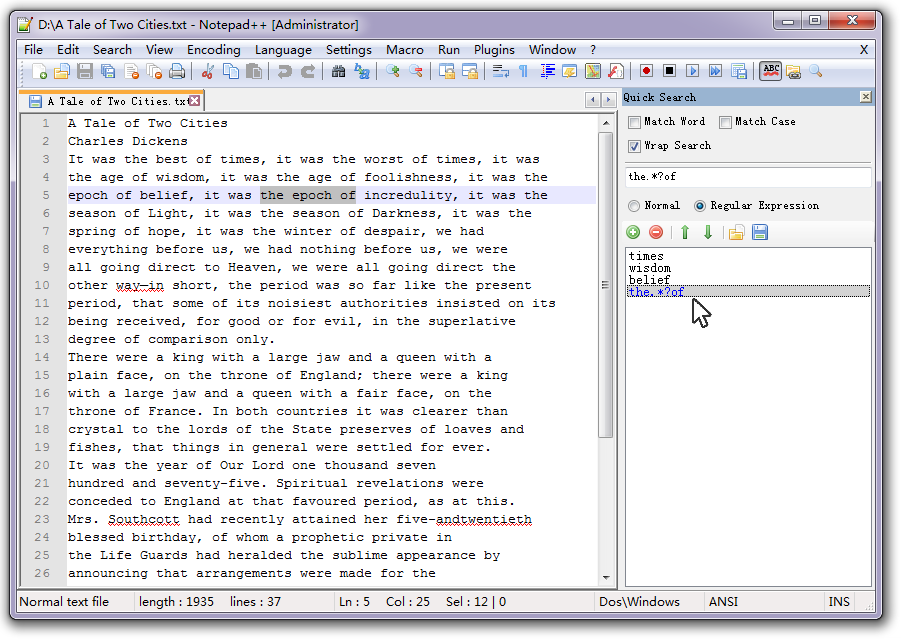 D:\A Tale of Two Cities.txt - Notepad++ [Administrator]
File Edit Search View Encoding Language Settings Macro Run Plugins Window ? X
ABC
A Tale of Two Cities.txt
Quick Search
Match Word Match Case
Wrap Search
the.*?of
Normal Regular Expression
times
wisdom
belief
the.*?of
1 A Tale of Two Cities
2 Charles Dickens
3 It was the best of times, it was the worst of times, it was
4 the age of wisdom, it was the age of foolishness, it was the
5 epoch of belief, it was the epoch of incredulity, it was the
6 season of Light, it was the season of Darkness, it was the
7 spring of hope, it was the winter of despair, we had
8 everything before us, we had nothing before us, we were
9 all going direct to Heaven, we were all going direct the
10 other way—in short, the period was so far like the present
11 period, that some of its noisiest authorities insisted on its
12 being received, for good or for evil, in the superlative
13 degree of comparison only.
14 There were a king with a large jaw and a queen with a
15 plain face, on the throne of England; there were a king
16 with a large jaw and a queen with a fair face, on the
17 throne of France. In both countries it was clearer than
18 crystal to the lords of the State preserves of loaves and
19 fishes, that things in general were settled for ever.
20 It was the year of Our Lord one thousand seven
21 hundred and seventy-five. Spiritual revelations were
22 conceded to England at that favoured period, as at this.
23 Mrs. Southcott had recently attained her five-andtwentieth
24 blessed birthday, of whom a prophetic private in
25 the Life Guards had heralded the sublime appearance by
26 announcing that arrangements were made for the
Normal text file length : 1935 lines : 37 Ln : 5 Col : 25 Sel : 12 | 0 Dos\Windows ANSI INS